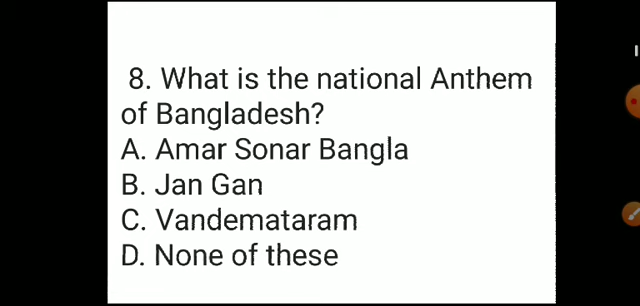 8. What is the national Anthem
of Bangladesh?
A. Amar Sonar Bangla
B. Jan Gan
C. Vandemataram
D. None of these